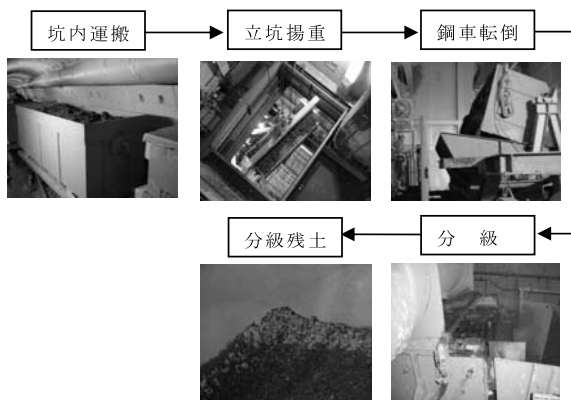 坑内運搬
立坑揚重
鋼車転倒
分　級
分級残土